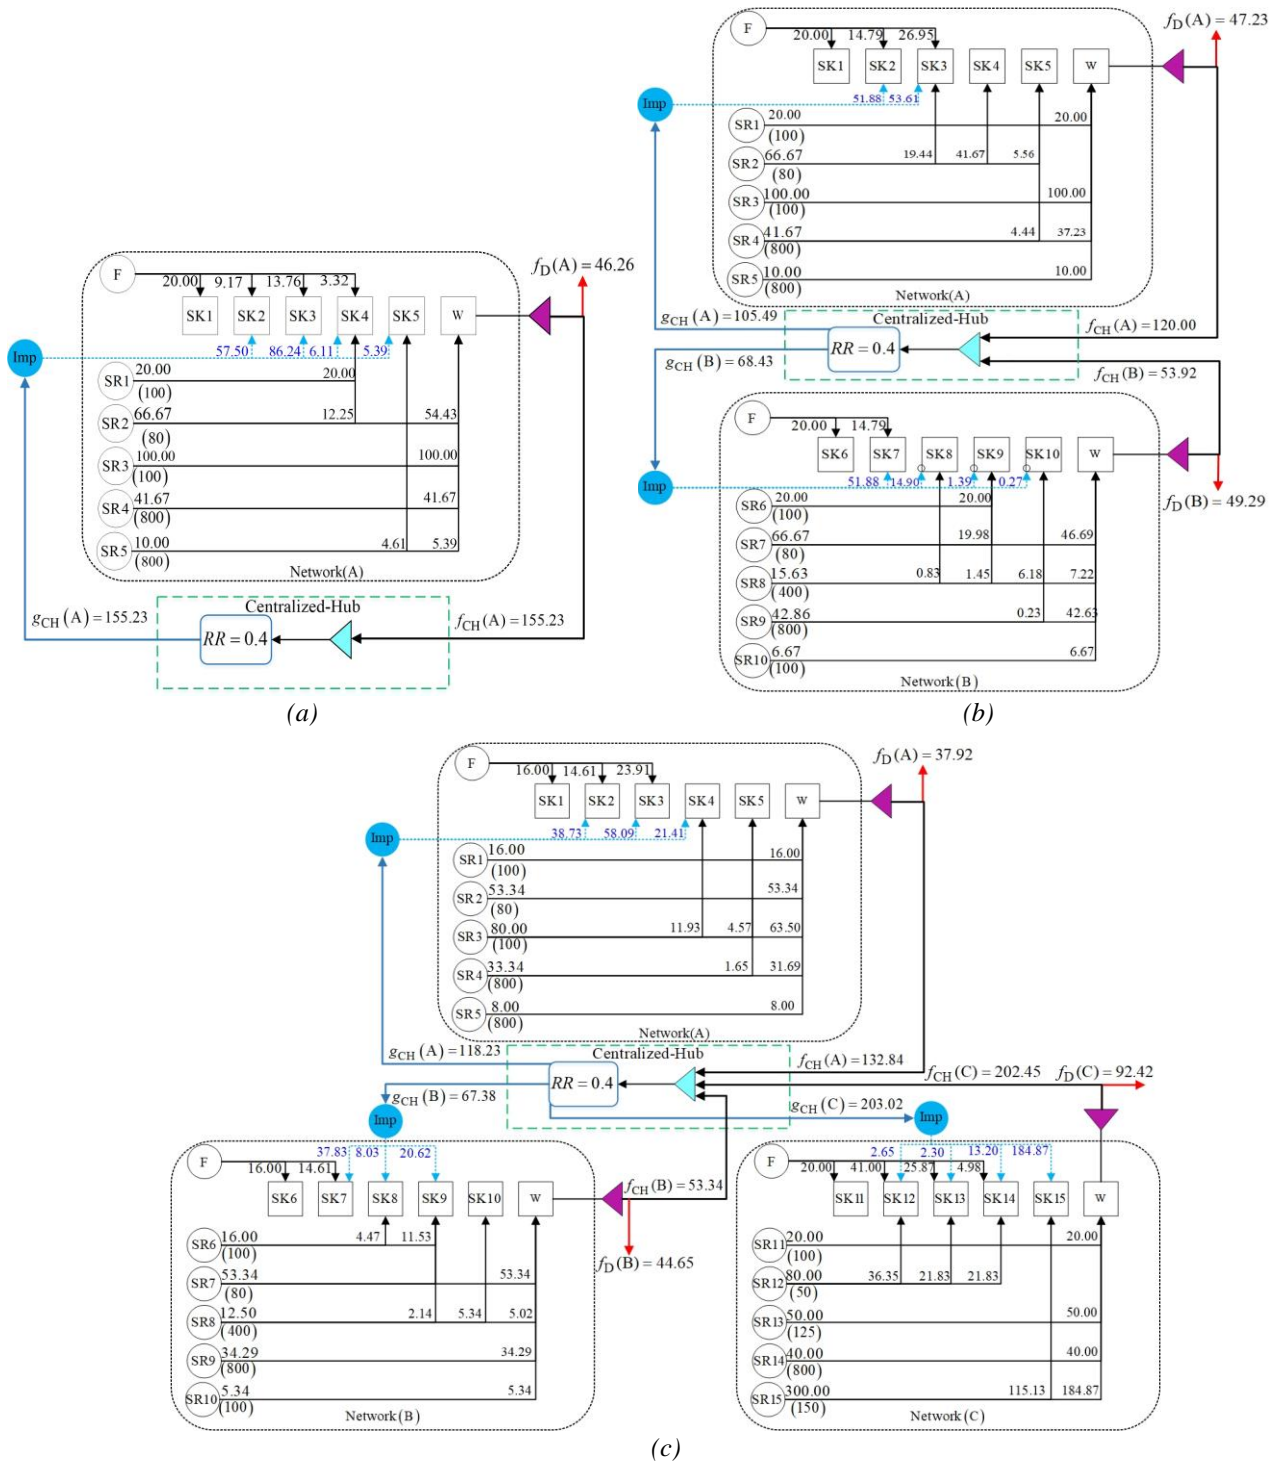 F
20.00 9.17 13.76 3.32
SK1 SK2 SK3 SK4 SK5 W
f_D(A) = 46.26
Imp
57.50 86.24 6.11 5.39
SR1 20.00 20.00
(100)
SR2 66.67 12.25 54.43
(80)
SR3 100.00 100.00
(100)
SR4 41.67 41.67
(800)
SR5 10.00 4.61 5.39
(800)
Network(A)
g_CH(A) = 155.23
Centralized-Hub
f_CH(A) = 155.23
RR = 0.4
(a)
F
20.00 14.79 26.95
f_D(A) = 47.23
SK1 SK2 SK3 SK4 SK5 W
Imp
51.88 53.61
SR1 20.00 20.00
(100)
SR2 66.67 19.44 41.67 5.56
(80)
SR3 100.00 100.00
(100)
SR4 41.67 4.44 37.23
(800)
SR5 10.00 10.00
(800)
Network(A)
g_CH(A) = 105.49
Centralized-Hub
f_CH(A) = 120.00
RR = 0.4
g_CH(B) = 68.43
f_CH(B) = 53.92
F
20.00 14.79
SK6 SK7 SK8 SK9 SK10 W
Imp
51.88 14.90 1.39 0.27
f_D(B) = 49.29
SR6 20.00 20.00
(100)
SR7 66.67 19.98 46.69
(80)
SR8 15.63 0.83 1.45 6.18 7.22
(400)
SR9 42.86 0.23 42.63
(800)
SR10 6.67 6.67
(100)
Network(B)
(b)
F
16.00 14.61 23.91
f_D(A) = 37.92
SK1 SK2 SK3 SK4 SK5 W
Imp
38.73 58.09 21.41
SR1 16.00 16.00
(100)
SR2 53.34 53.34
(80)
SR3 80.00 11.93 4.57 63.50
(100)
SR4 33.34 1.65 31.69
(800)
SR5 8.00 8.00
(800)
Network(A)
g_CH(A) = 118.23
Centralized-Hub
f_CH(A) = 132.84
RR = 0.4
f_CH(C) = 202.45
f_D(C) = 92.42
g_CH(B) = 67.38
g_CH(C) = 203.02
Imp
Imp
F
37.83 8.03 20.62
16.00 14.61
SK6 SK7 SK8 SK9 SK10 W
f_CH(B) = 53.34
f_D(B) = 44.65
SR6 16.00 4.47 11.53
(100)
SR7 53.34 53.34
(80)
SR8 12.50 2.14 5.34 5.02
(400)
SR9 34.29 34.29
(800)
SR10 5.34 5.34
(100)
Network(B)
F
2.65 2.30 13.20 184.87
20.00 41.00 25.87 4.98
SK11 SK12 SK13 SK14 SK15 W
SR11 20.00 20.00
(100)
SR12 80.00 36.35 21.83 21.83
(50)
SR13 50.00 50.00
(125)
SR14 40.00 40.00
(800)
SR15 300.00 115.13 184.87
(150)
Network(C)
(c)